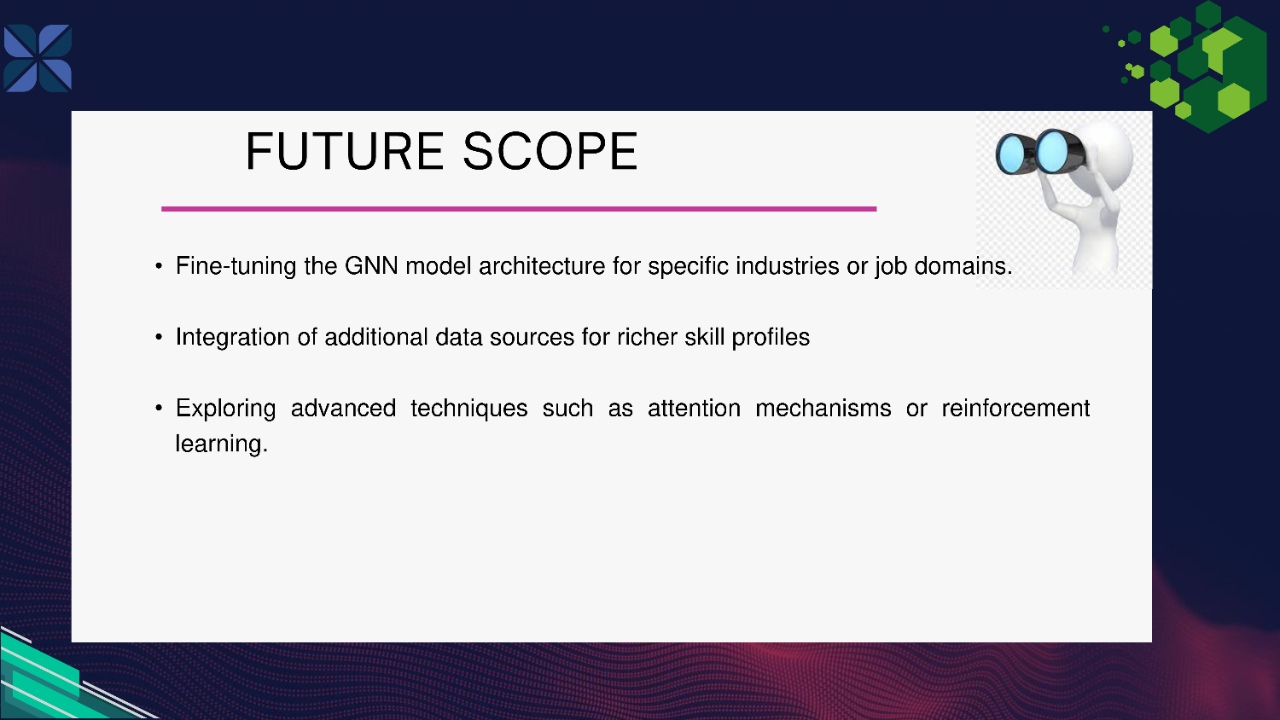 FUTURE SCOPE
• Fine-tuning the GNN model architecture for specific industries or job domains.
• Integration of additional data sources for richer skill profiles
• Exploring advanced techniques such as attention mechanisms or reinforcement
learning.